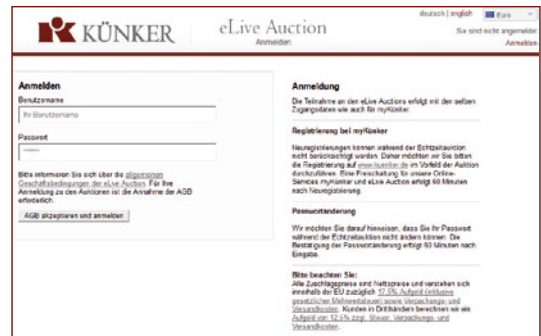 deutsch | english Euro
KÜNKER eLive Auction
Anmelden
Sie sind nicht angemeldet
Anmelden
Anmelden
Benutzername
Ihr Benutzername
Passwort
Bitte informieren Sie sich über die allgemeinen
Geschäftsbedingungen der eLive Auction. Für Ihre
Anmeldung zu den Auktionen ist die Annahme der AGB
erforderlich.
AGB akzeptieren und anmelden
Anmeldung
Die Teilnahme an den eLive Auctions erfolgt mit den selben
Zugangsdaten wie auch für myKünker.
Registrierung bei myKünker
Neuregistrierungen können während der Echtzeitauktion
nicht berücksichtigt werden. Daher möchten wir Sie bitten
die Registrierung auf www.kuenker.de im Vorfeld der Auktion
durchzuführen. Eine Freischaltung für unsere Online-
Services myKünker und eLive Auction erfolgt 60 Minuten
nach Neuregistrierung.
Passwortänderung
Wir möchten Sie darauf hinweisen, dass Sie Ihr Passwort
während der Echtzeitauktion nicht ändern können. Die
Bestätigung der Passwortänderung erfolgt 60 Minuten nach
Eingabe.
Bitte beachten Sie:
Alle Zuschlagspreise sind Nettopreise und verstehen sich
innerhalb der EU zuzüglich 17,5% Aufgeld (inklusive
gesetzlicher Mehrwertsteuer) sowie Verpackungs- und
Versandkosten. Kunden in Drittländern berechnen wir ein
Aufgeld von 12,5% zzgl. Steuer, Verpackungs- und
Versandkosten.